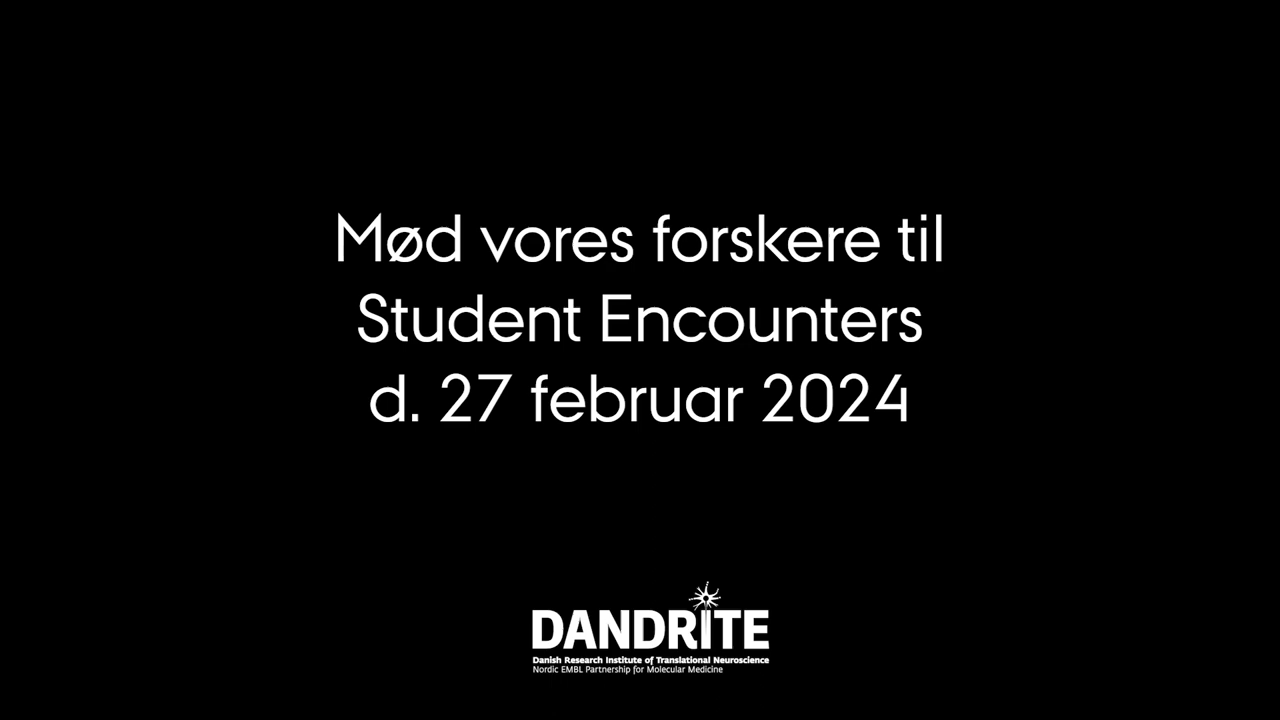 Mød vores forskere til
Student Encounters
d. 27 februar 2024
DANDRITE
Danish Research Institute of Translational Neuroscience
Nordic EMBL Partnership for Molecular Medicine